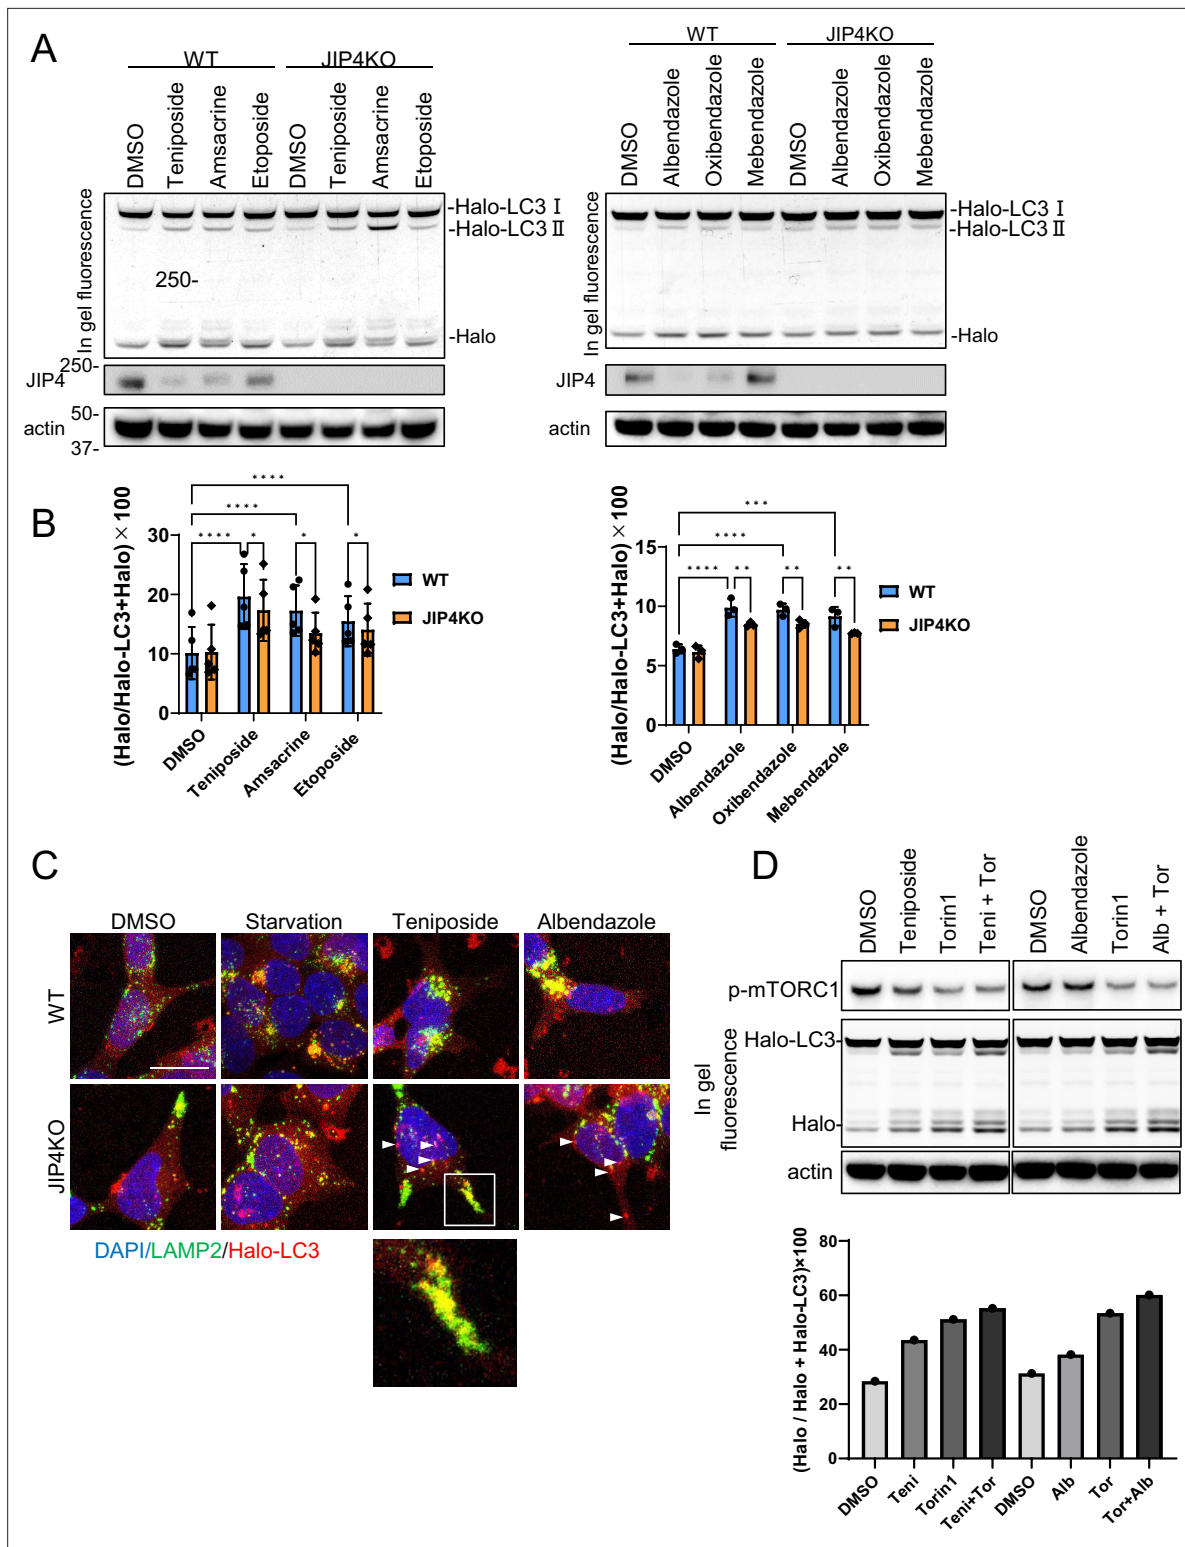 A
WT
JIP4KO
DMSO
Teniposide
Amsacrine
Etoposide
DMSO
Teniposide
Amsacrine
Etoposide
In gel fluorescence
-Halo-LC3 I
-Halo-LC3 II
250-
-Halo
250-
JIP4
50-
actin
37-
WT
JIP4KO
DMSO
Albendazole
Oxibendazole
Mebendazole
DMSO
Albendazole
Oxibendazole
Mebendazole
In gel fluorescence
-Halo-LC3 I
-Halo-LC3 II
-Halo
JIP4
actin
B
(Halo/Halo-LC3+Halo)×100
30
20
10
0
****
****
****
*
*
*
WT
JIP4KO
DMSO
Teniposide
Amsacrine
Etoposide
(Halo/Halo-LC3+Halo)×100
15
10
5
0
***
****
****
**
**
**
WT
JIP4KO
DMSO
Albendazole
Oxibendazole
Mebendazole
C
DMSO
Starvation
Teniposide
Albendazole
WT
JIP4KO
DAPI/LAMP2/Halo-LC3
D
DMSO
Teniposide
Torin1
Teni + Tor
DMSO
Albendazole
Torin1
Alb + Tor
p-mTORC1
Halo-LC3-
In gel
fluorescence
Halo-
actin
(Halo / Halo + Halo-LC3)×100
80
60
40
20
0
DMSO
Teni
Torin1
Teni+Tor
DMSO
Alb
Tor
Tor+Alb